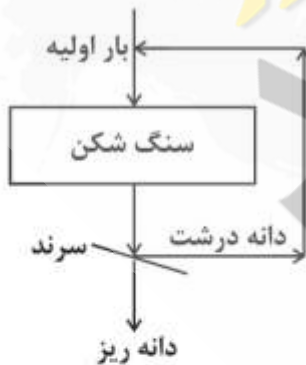 بار اولیه
سنگ شکن
دانه درشت
سرند
دانه ریز